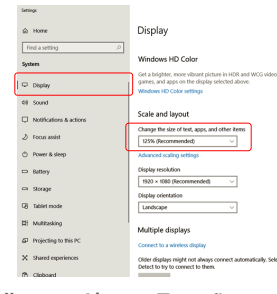 Settings
Home
Find a setting
System
Display
Sound
Notifications & actions
Focus assist
Power & sleep
Battery
Storage
Tablet mode
Multitasking
Projecting to this PC
Shared experiences
Clipboard
Display
Windows HD Color
Get a brighter, more vibrant picture in HDR and WCG video
games, and apps on the display selected above.
Windows HD Color settings
Scale and layout
Change the size of text, apps, and other items
125% (Recommended)
Advanced scaling settings
Display resolution
1920 × 1080 (Recommended)
Display orientation
Landscape
Multiple displays
Connect to a wireless display
Older displays might not always connect automatically. Sele
Detect to try to connect to them.